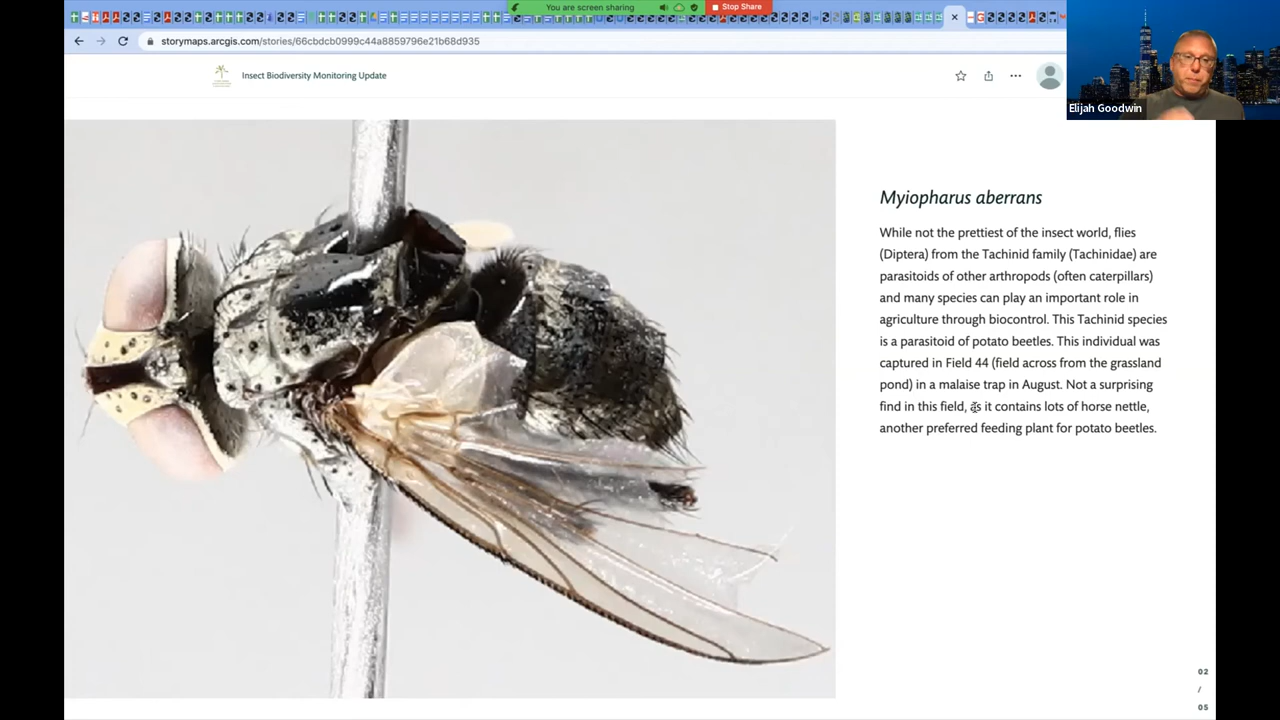 You are screen sharing
Stop Share
storymaps.arcgis.com/stories/66cbdcb0999c44a8859796e21b68d935
Insect Biodiversity Monitoring Update
Elijah Goodwin
Myiopharus aberrans
While not the prettiest of the insect world, flies
(Diptera) from the Tachinid family (Tachinidae) are
parasitoids of other arthropods (often caterpillars)
and many species can play an important role in
agriculture through biocontrol. This Tachinid species
is a parasitoid of potato beetles. This individual was
captured in Field 44 (field across from the grassland
pond) in a malaise trap in August. Not a surprising
find in this field, as it contains lots of horse nettle,
another preferred feeding plant for potato beetles.
02
/
05